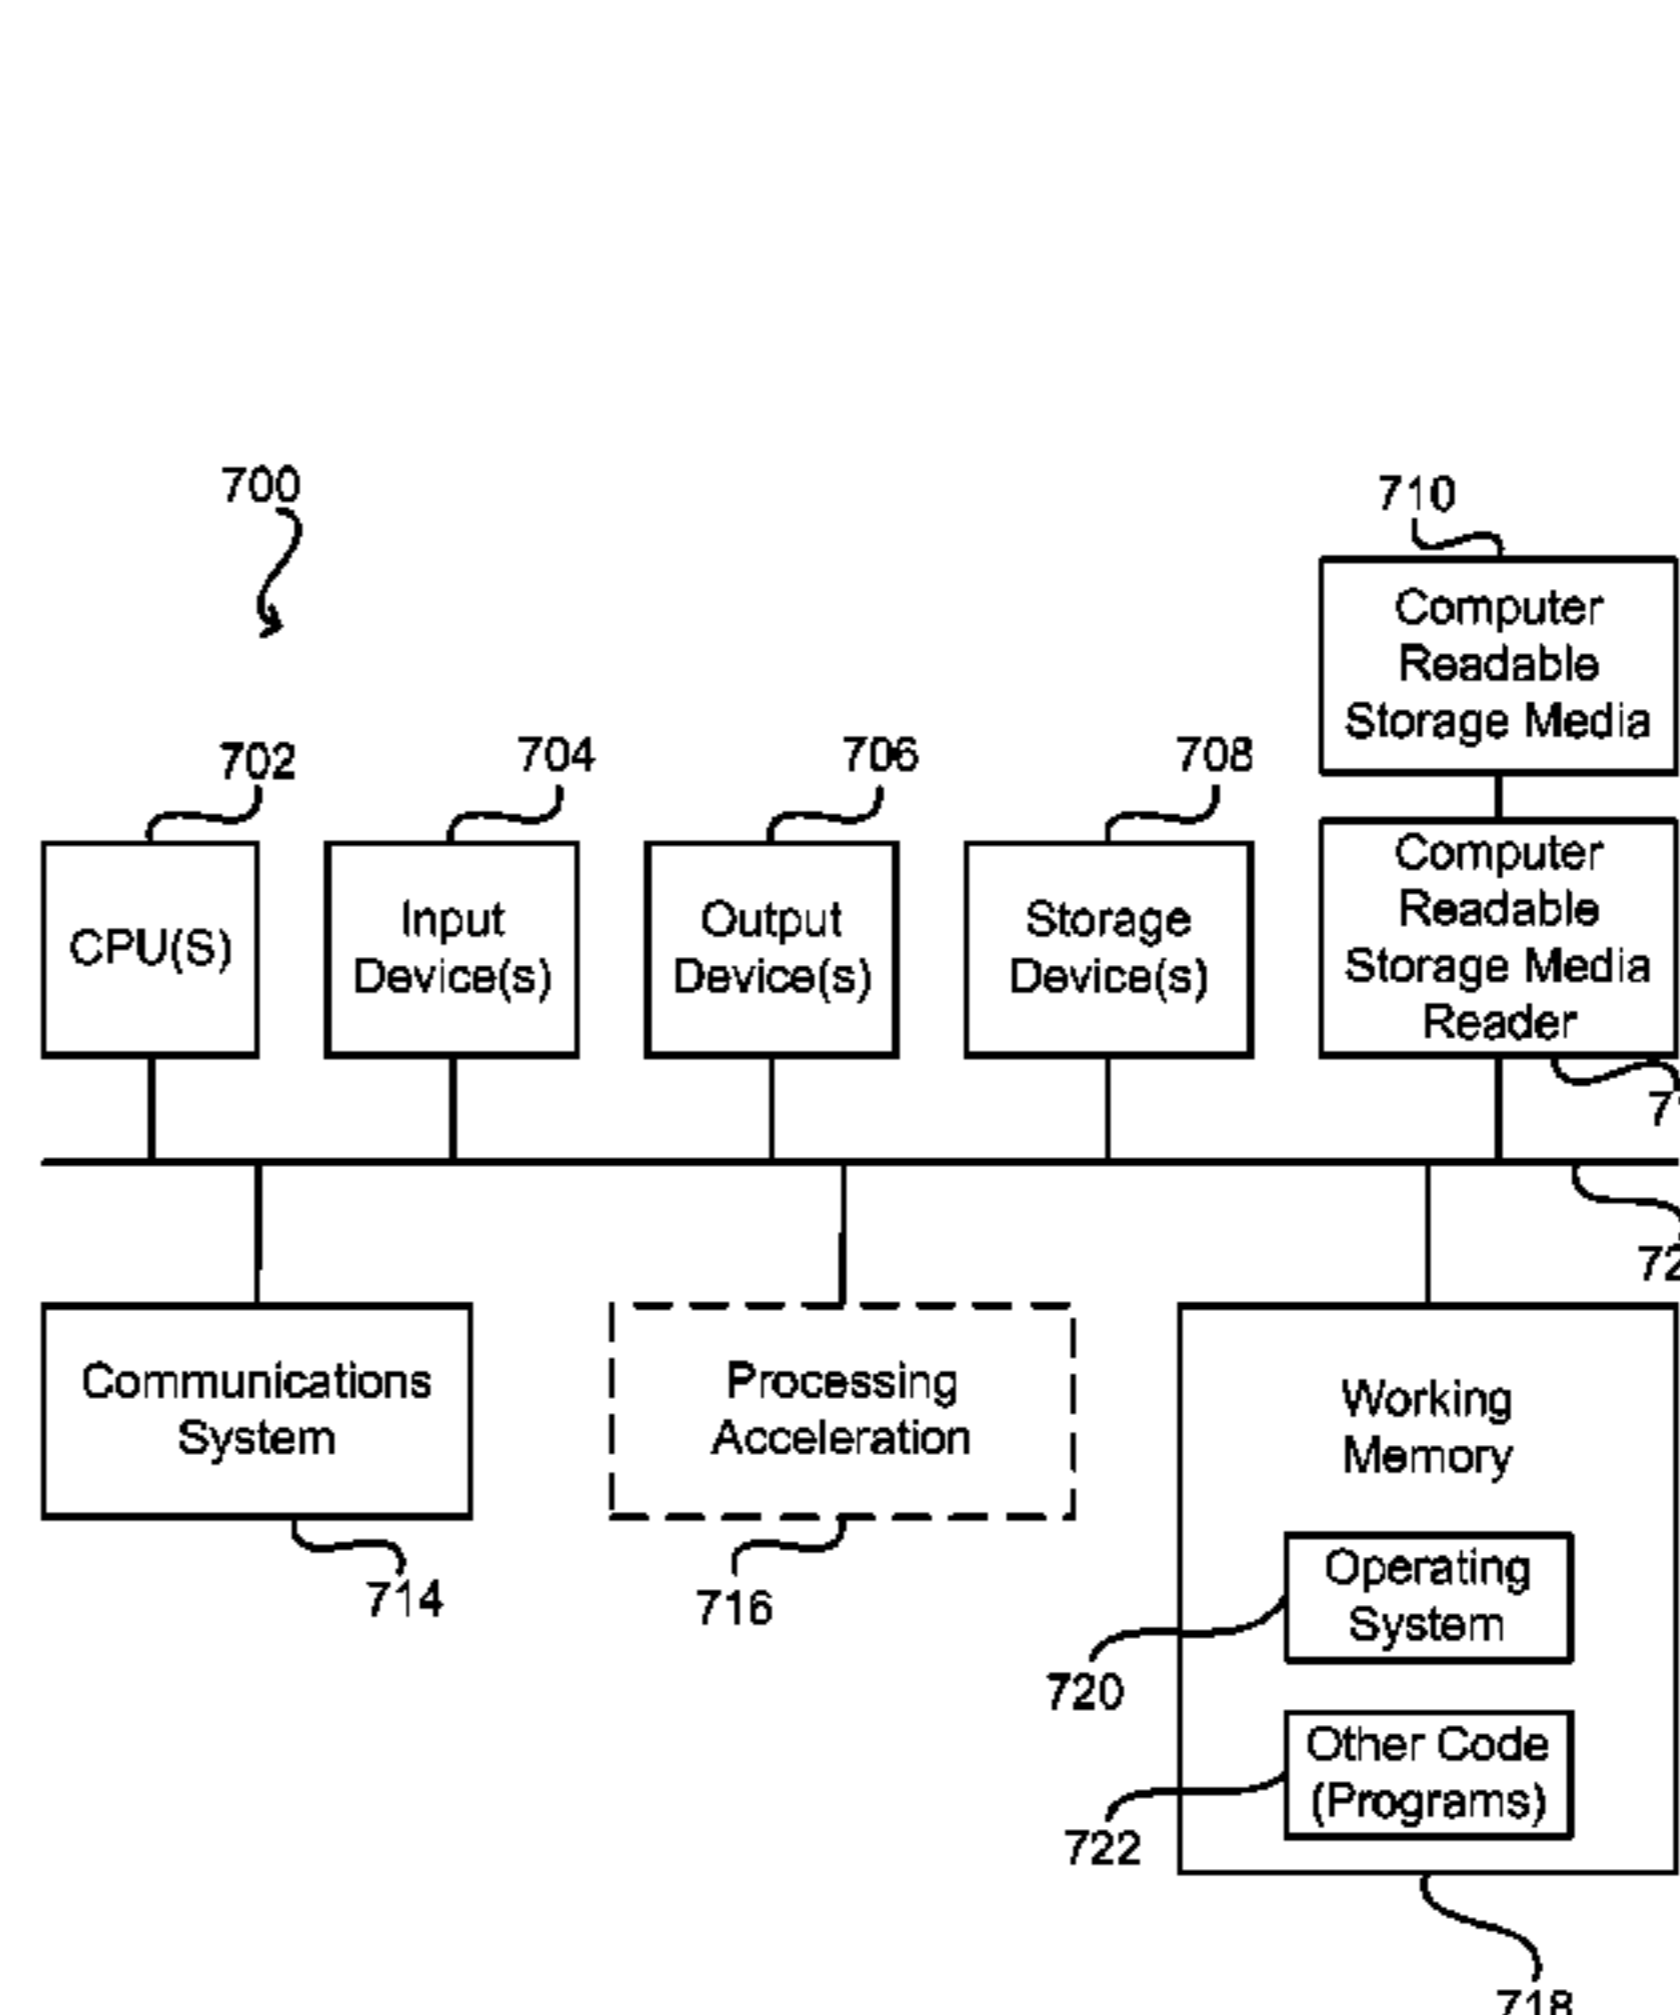 700
710
Computer
Readable
Storage Media
702
704
706
708
CPU(S)
Input
Device(s)
Output
Device(s)
Storage
Device(s)
Computer
Readable
Storage Media
Reader
Communications
System
Processing
Acceleration
Working
Memory
714
716
Operating
System
720
Other Code
(Programs)
722
718